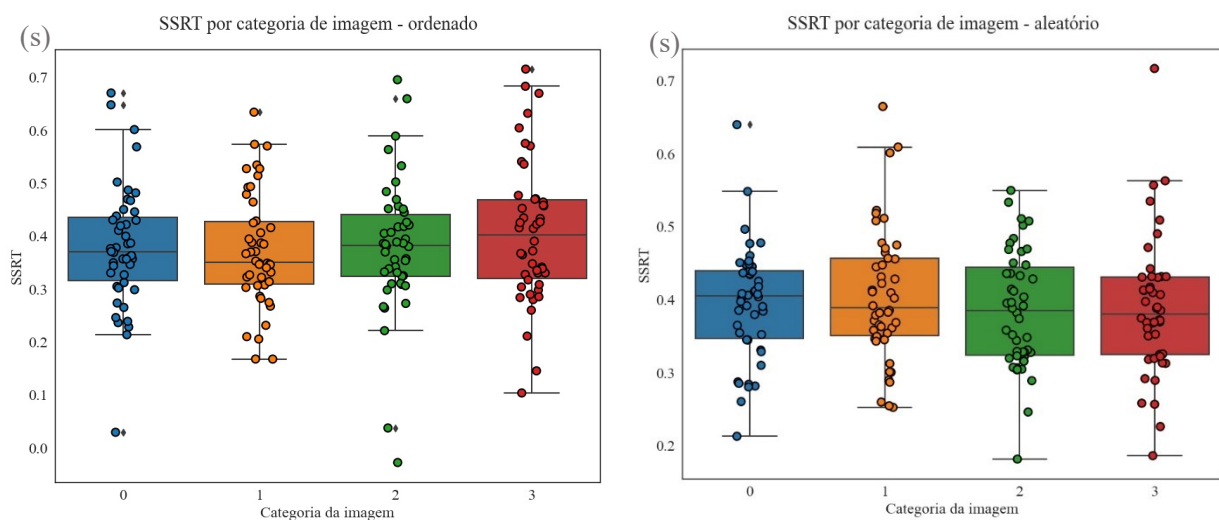 SSRT por categoria de imagem - ordenado
(s)
0.7
0.6
0.5
0.4
0.3
0.2
0.1
0.0
SSRT
0 1 2 3
Categoria da imagem
SSRT por categoria de imagem - aleatório
(s)
0.7
0.6
0.5
0.4
0.3
0.2
SSRT
0 1 2 3
Categoria da imagem